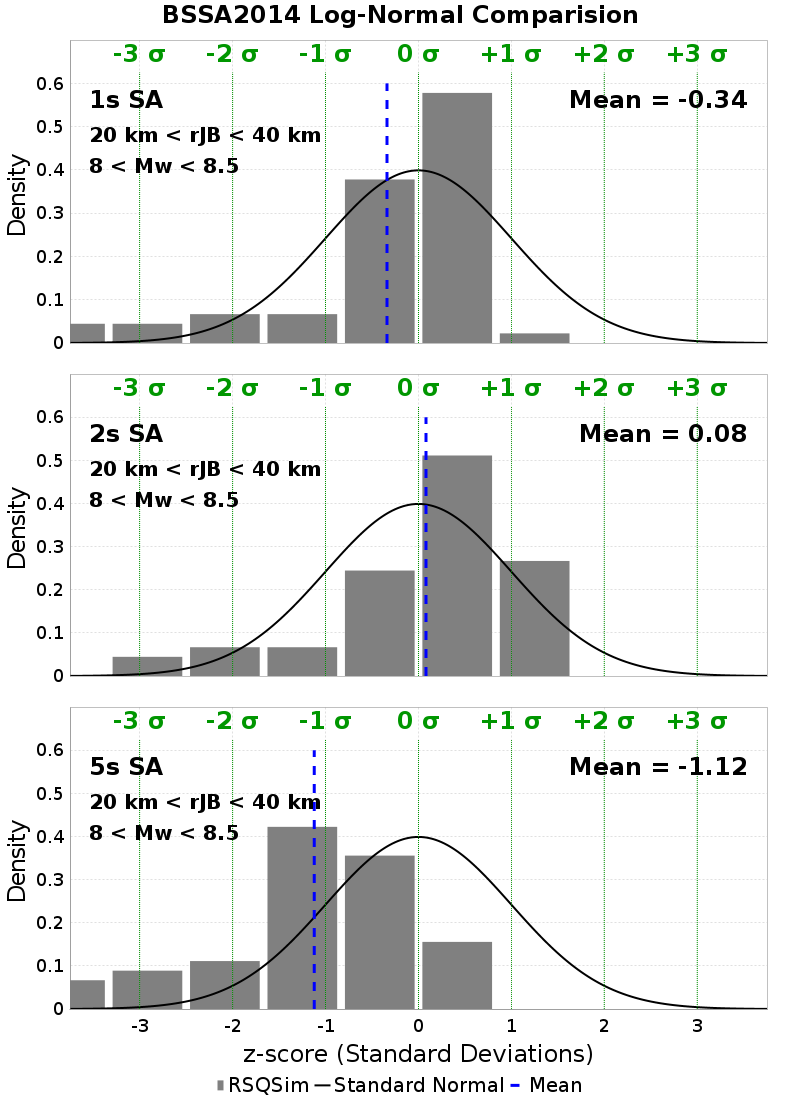 BSSA2014 Log-Normal Comparision
-3 σ -2 σ -1 σ 0 σ +1 σ +2 σ +3 σ
0.6
1s SA
Mean = -0.34
0.5
20 km < rJB < 40 km
8 < Mw < 8.5
0.4
0.3
0.2
0.1
0
Density
-3 σ -2 σ -1 σ 0 σ +1 σ +2 σ +3 σ
0.6
2s SA
Mean = 0.08
0.5
20 km < rJB < 40 km
8 < Mw < 8.5
0.4
0.3
0.2
0.1
0
Density
-3 σ -2 σ -1 σ 0 σ +1 σ +2 σ +3 σ
0.6
5s SA
Mean = -1.12
0.5
20 km < rJB < 40 km
8 < Mw < 8.5
0.4
0.3
0.2
0.1
0
Density
-3 -2 -1 0 1 2 3
z-score (Standard Deviations)
RSQSim Standard Normal Mean